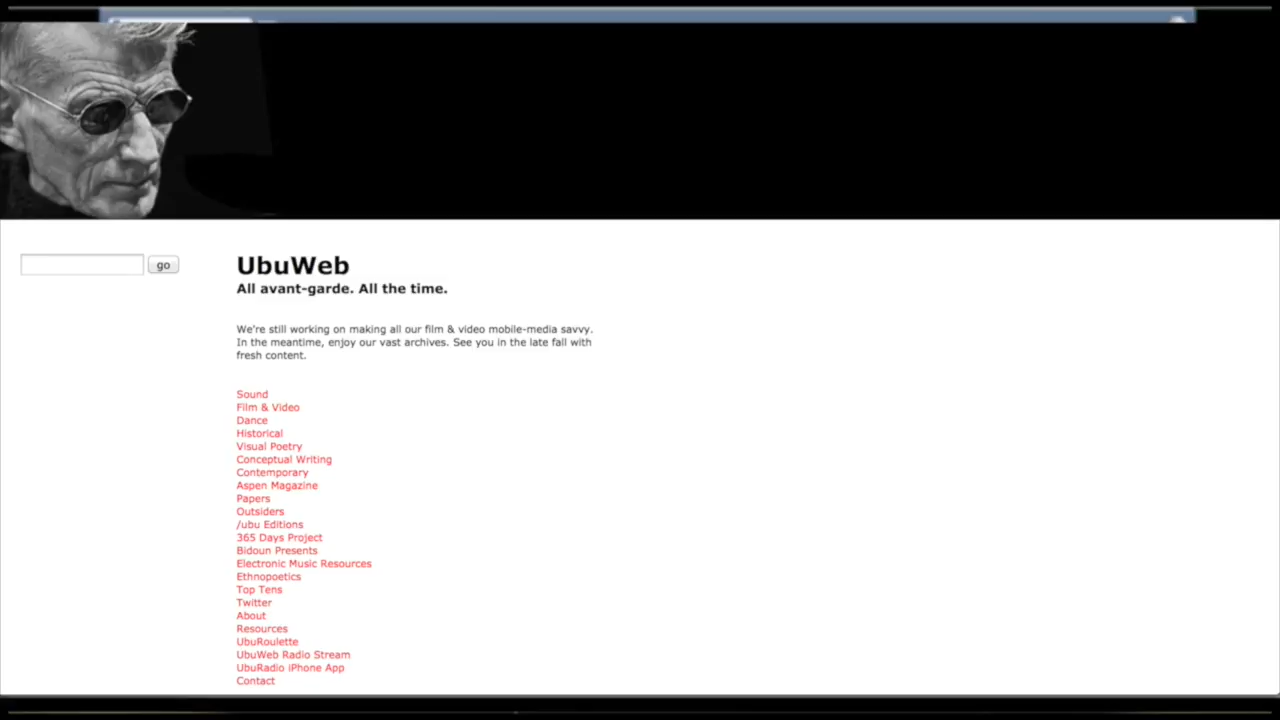 go
UbuWeb
All avant-garde. All the time.
We're still working on making all our film & video mobile-media savvy.
In the meantime, enjoy our vast archives. See you in the late fall with
fresh content.
Sound
Film & Video
Dance
Historical
Visual Poetry
Conceptual Writing
Contemporary
Aspen Magazine
Papers
Outsiders
/ubu Editions
365 Days Project
Bidoun Presents
Electronic Music Resources
Ethnopoetics
Top Tens
Twitter
About
Resources
UbuRoulette
UbuWeb Radio Stream
UbuRadio iPhone App
Contact